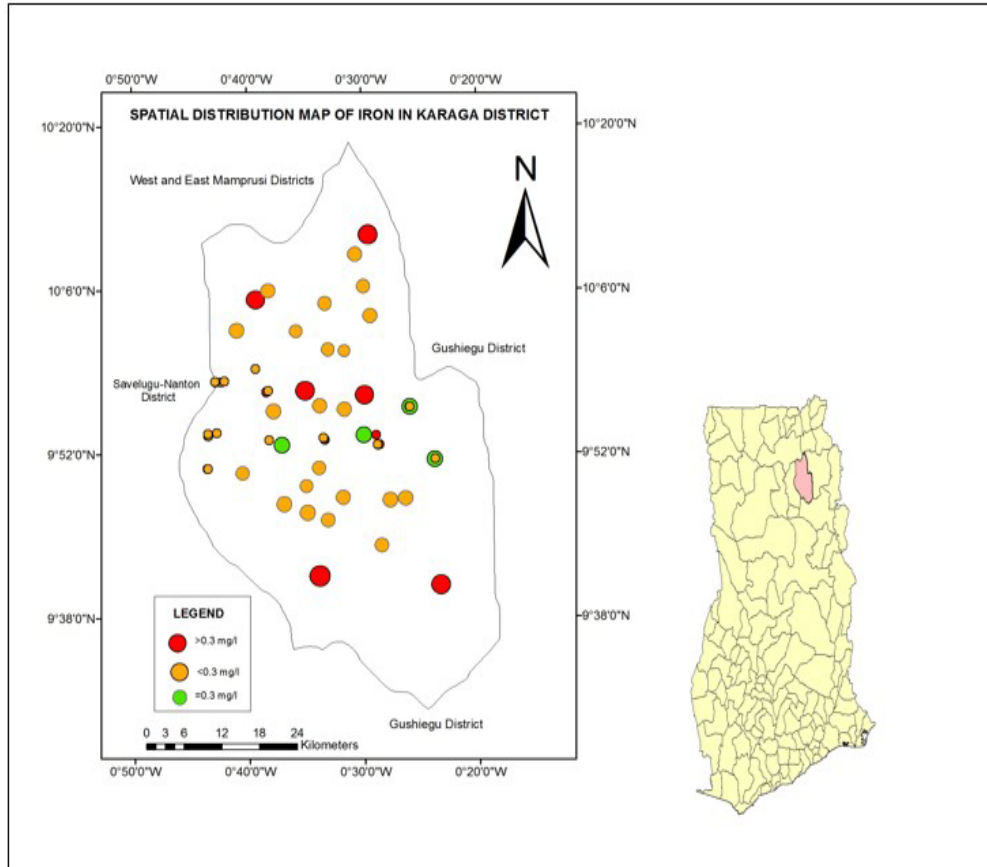 0°50'0"W 0°40'0"W 0°30'0"W 0°20'0"W
SPATIAL DISTRIBUTION MAP OF IRON IN KARAGA DISTRICT
10°20'0"N 10°20'0"N
West and East Mamprusi Districts
N
10°6'0"N 10°6'0"N
Gushiegu District
Savelugu-Nanton
District
9°52'0"N 9°52'0"N
9°38'0"N 9°38'0"N
LEGEND
>0.3 mg/l
<0.3 mg/l
=0.3 mg/l
Gushiegu District
0 3 6 12 18 24
Kilometers
0°50'0"W 0°40'0"W 0°30'0"W 0°20'0"W